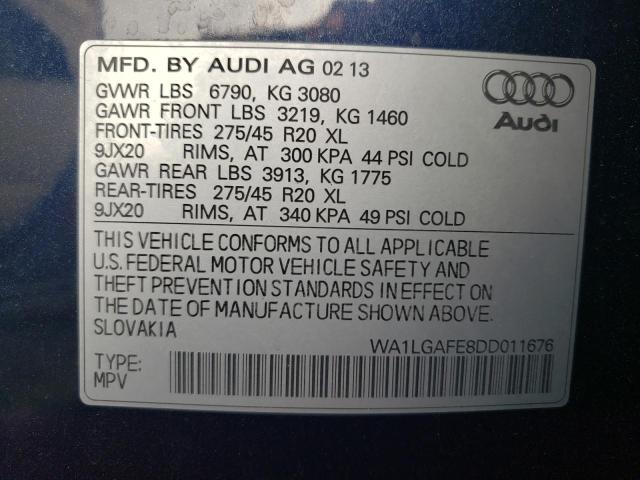 MFD. BY AUDI AG 02 13
GVWR LBS 6790, KG 3080
GAWR FRONT LBS 3219, KG 1460
FRONT-TIRES 275/45 R20 XL
9JX20 RIMS, AT 300 KPA 44 PSI COLD
GAWR REAR LBS 3913, KG 1775
REAR-TIRES 275/45 R20 XL
9JX20 RIMS, AT 340 KPA 49 PSI COLD
Audi
THIS VEHICLE CONFORMS TO ALL APPLICABLE
U.S. FEDERAL MOTOR VEHICLE SAFETY AND
THEFT PREVENTION STANDARDS IN EFFECT ON
THE DATE OF MANUFACTURE SHOWN ABOVE.
SLOVAKIA
WA1LGAFE8DD011676
TYPE:
MPV